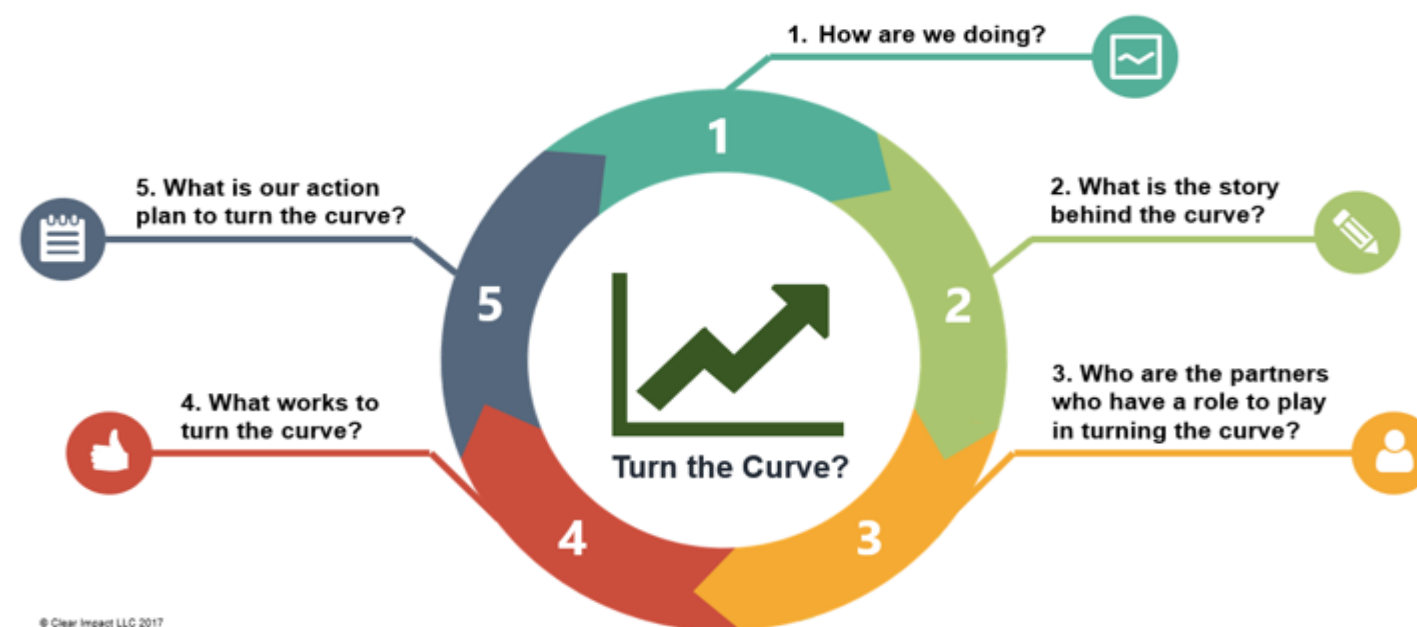 1. How are we doing?
1
2. What is the story
behind the curve?
2
3. Who are the partners
who have a role to play
in turning the curve?
3
4. What works to
turn the curve?
4
5. What is our action
plan to turn the curve?
5
Turn the Curve?
© Clear Impact LLC 2017